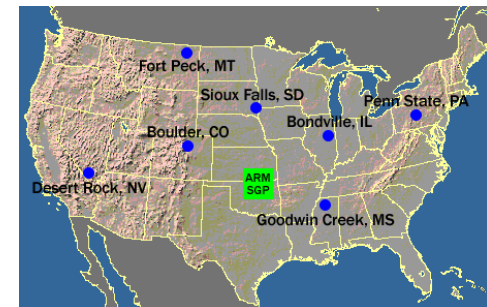 Fort Peck, MT
Sioux Falls, SD
Penn State, PA
Bondville, IL
Boulder, CO
ARM
SGP
Desert Rock, NV
Goodwin Creek, MS